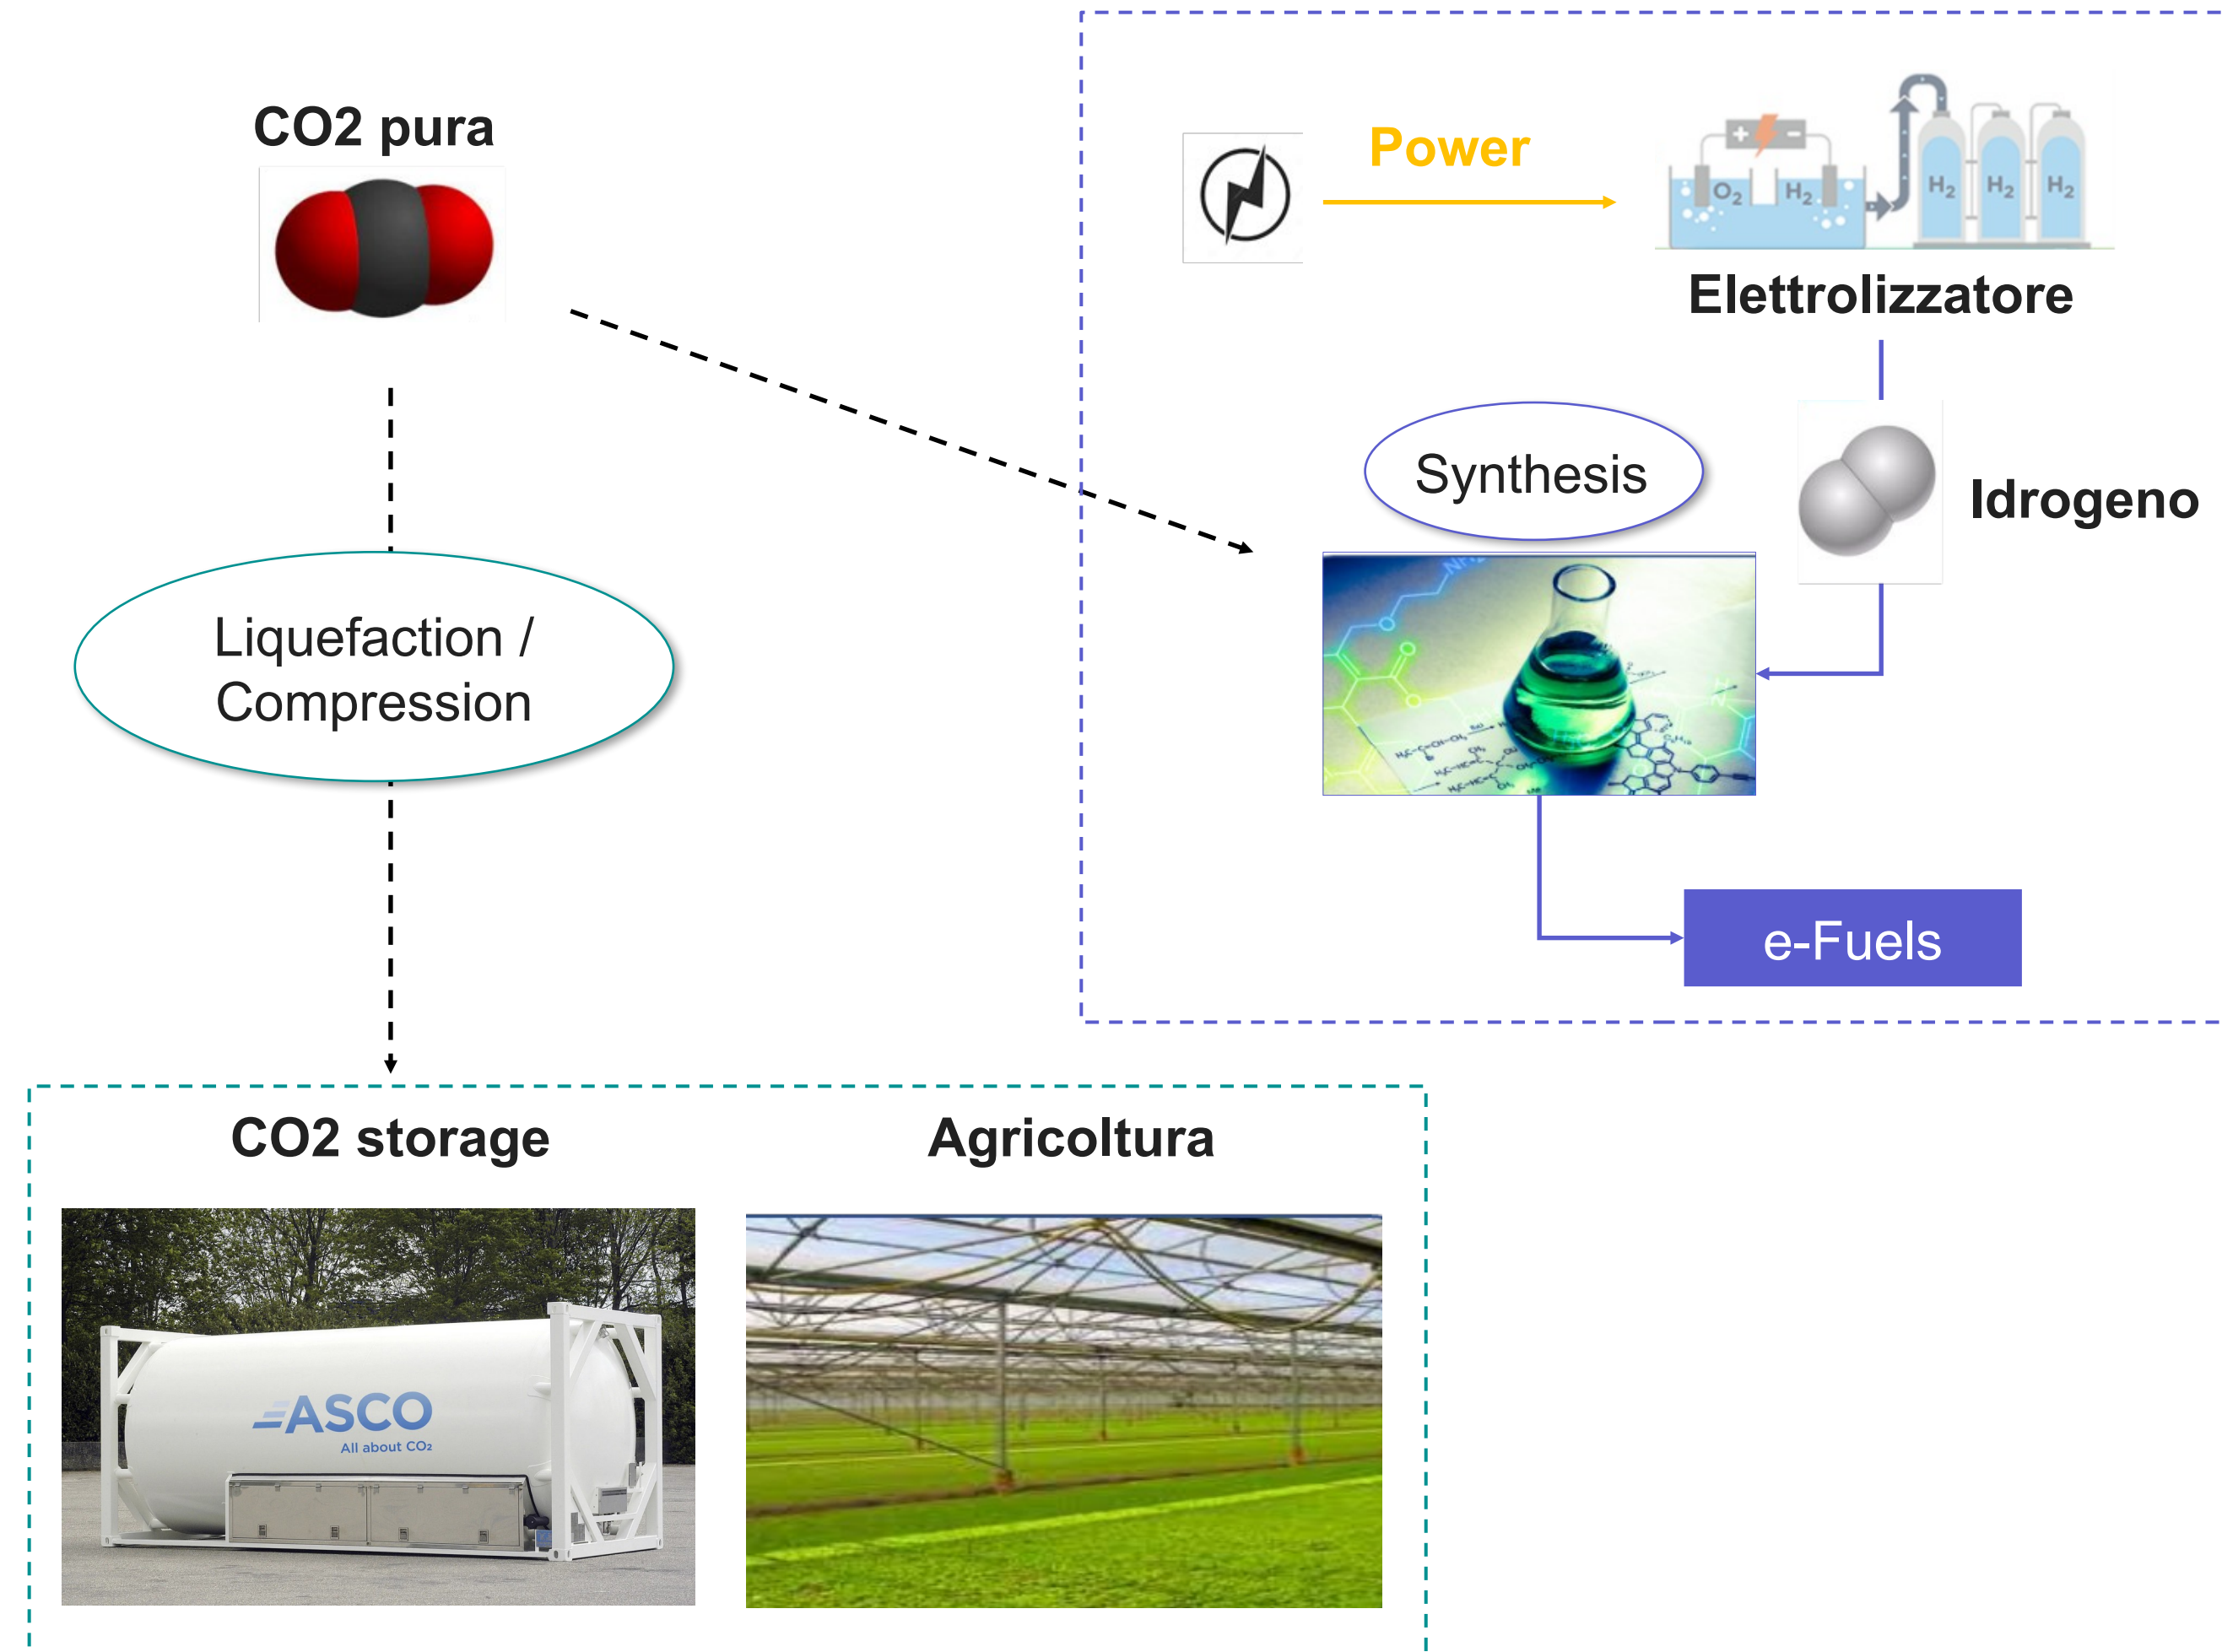 CO2 pura
Power
+
-
O2
H2
H2
H2
H2
Elettrolizzatore
Synthesis
Idrogeno
Liquefaction /
Compression
e-Fuels
CO2 storage
Agricoltura
ASCO
All about CO2